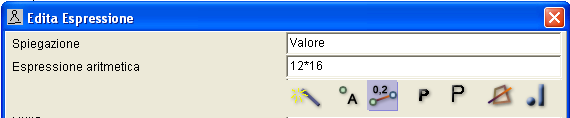 Edita Espressione
Spiegazione Valore
Espressione aritmetica 12*16
A 0,2 P P